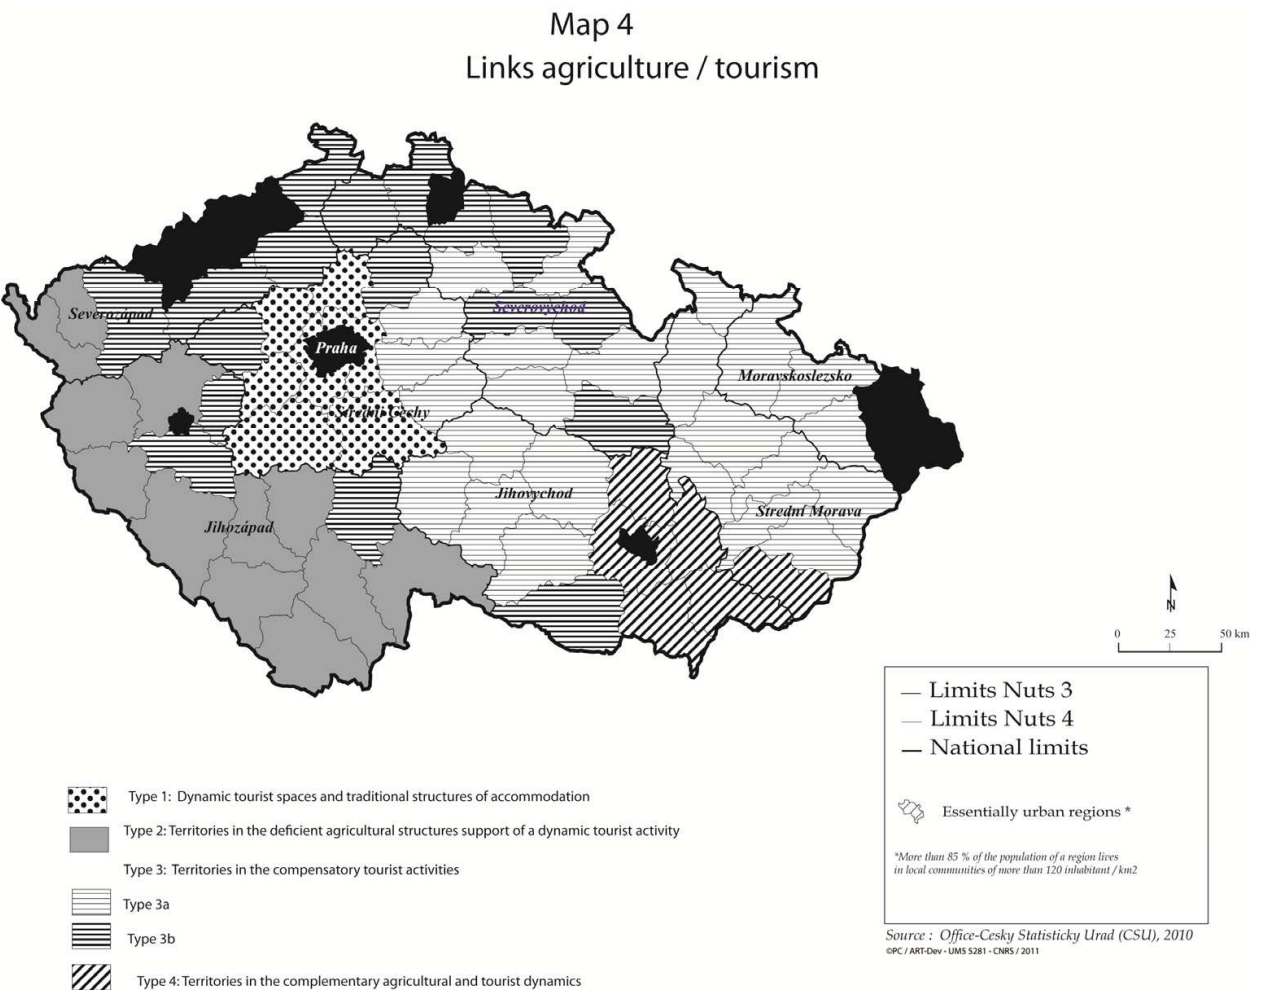 Map 4
Links agriculture / tourism
Severozápad
Severovychod
Praha
Moravskoslezsko
Stredni Cechy
Jihovychod
Stredni Morava
Jihozápad
N
0 25 50 km
Limits Nuts 3
Limits Nuts 4
National limits
Essentially urban regions *
*More than 85 % of the population of a region lives
in local communities of more than 120 inhabitant / km2
Source : Office-Cesky Statisticky Urad (CSU), 2010
©PC / ART-Dev - UMS 5281 - CNRS / 2011
Type 1: Dynamic tourist spaces and traditional structures of accommodation
Type 2: Territories in the deficient agricultural structures support of a dynamic tourist activity
Type 3: Territories in the compensatory tourist activities
Type 3a
Type 3b
Type 4: Territories in the complementary agricultural and tourist dynamics